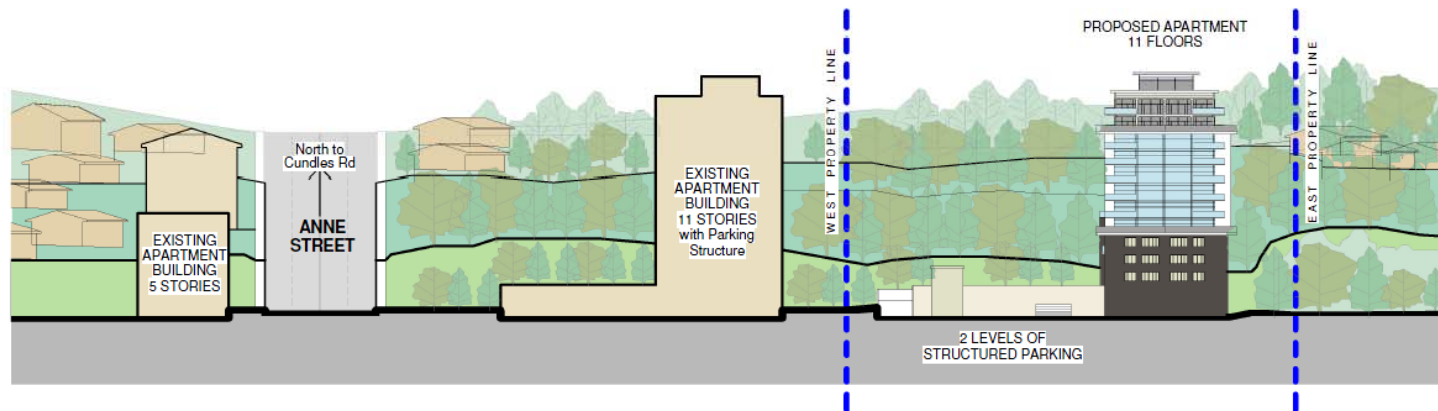 PROPOSED APARTMENT
11 FLOORS
WEST PROPERTY LINE
EAST PROPERTY LINE
North to
Cundles Rd
ANNE
STREET
EXISTING
APARTMENT
BUILDING
5 STORIES
EXISTING
APARTMENT
BUILDING
11 STORIES
with Parking
Structure
2 LEVELS OF
STRUCTURED PARKING